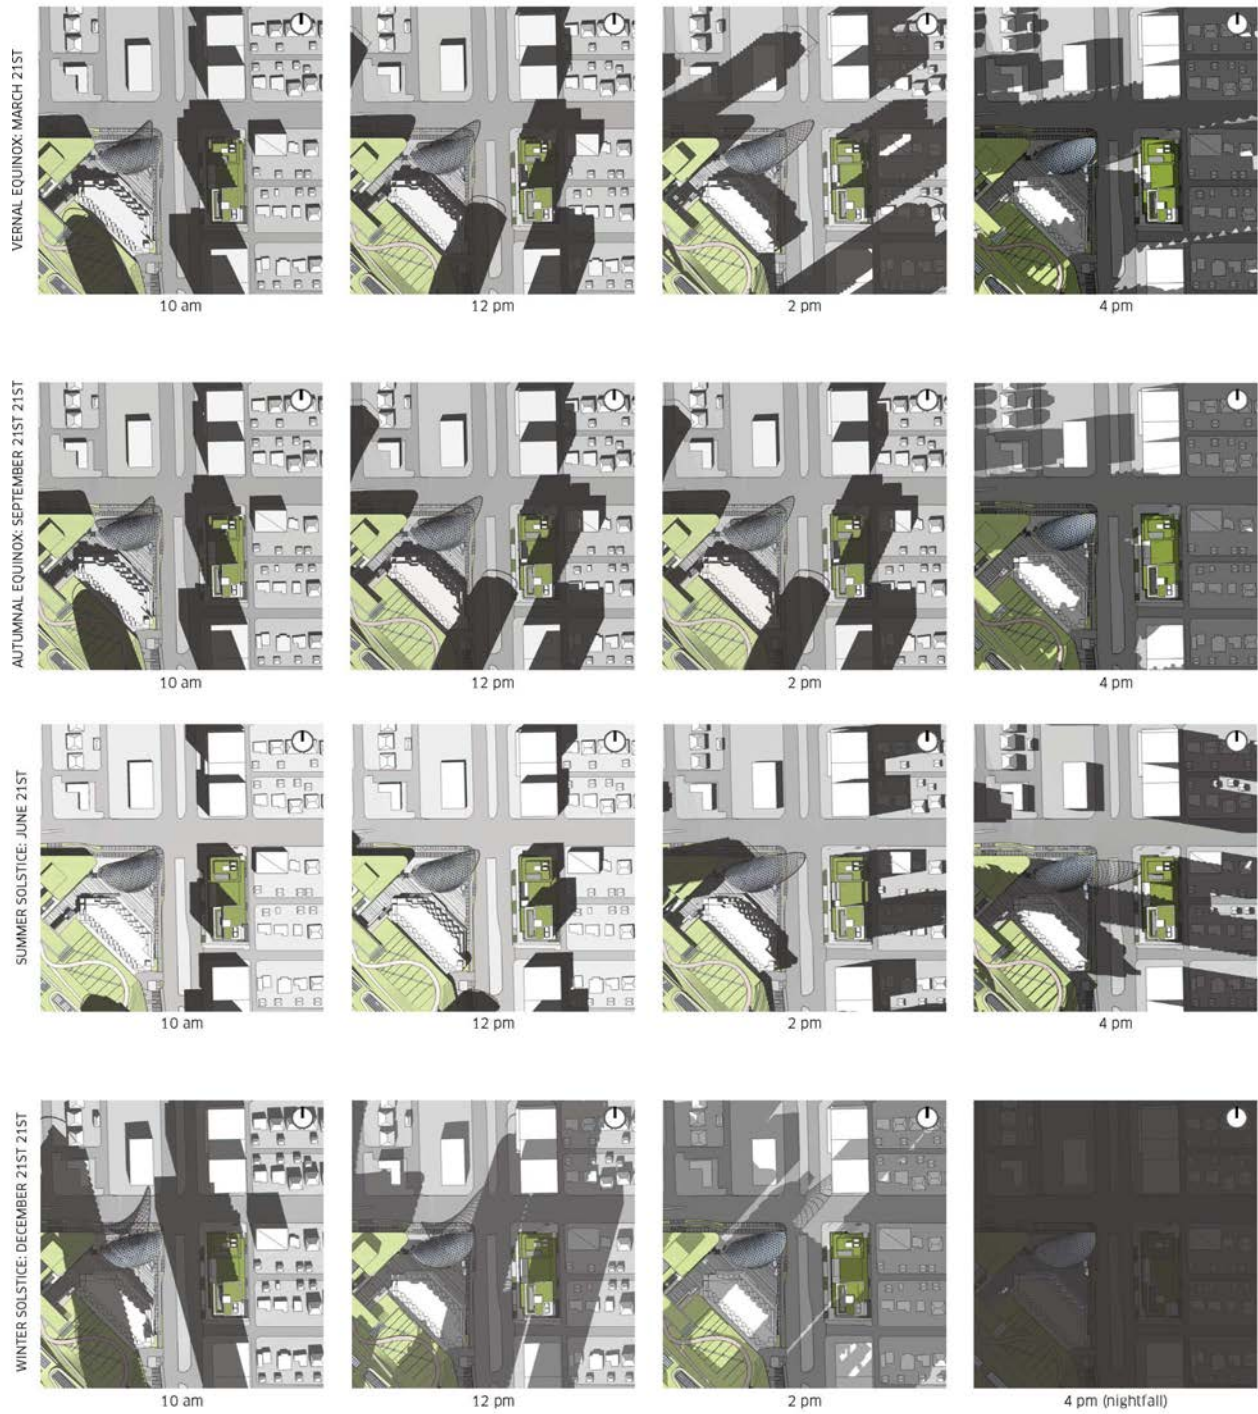 VERNAL EQUINOX: MARCH 21ST
10 am
12 pm
2 pm
4 pm
AUTUMNAL EQUINOX: SEPTEMBER 21ST 21ST
10 am
12 pm
2 pm
4 pm
SUMMER SOLSTICE: JUNE 21ST
10 am
12 pm
2 pm
4 pm
WINTER SOLSTICE: DECEMBER 21ST 21ST
10 am
12 pm
2 pm
4 pm (nightfall)